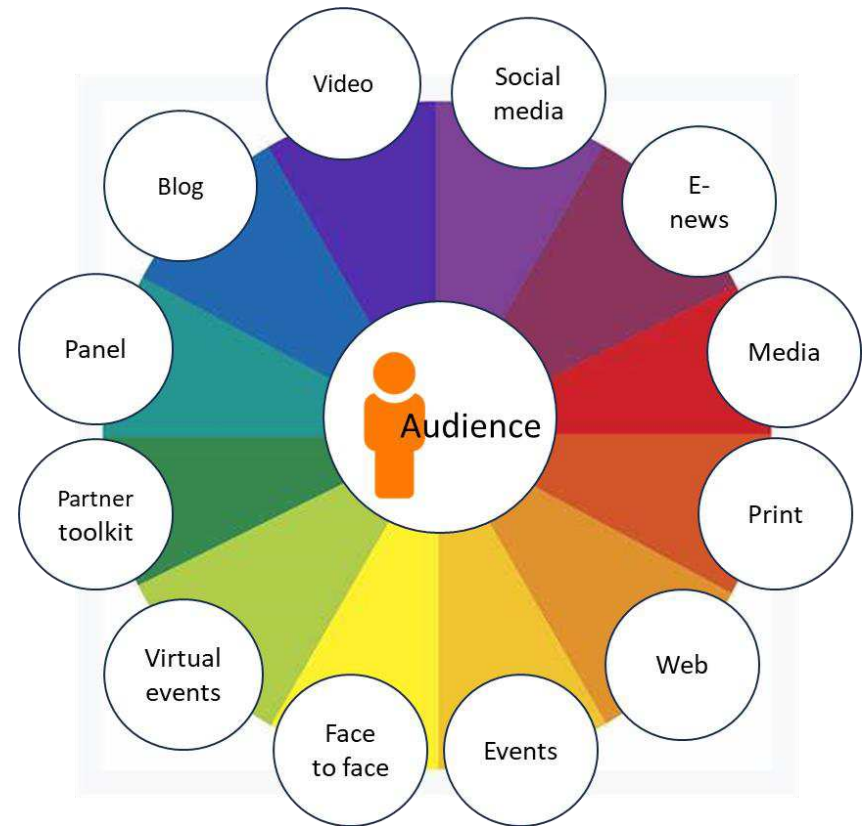 Video
Social
media
E-
news
Media
Print
Web
Events
Face
to face
Virtual
events
Partner
toolkit
Panel
Blog
Audience